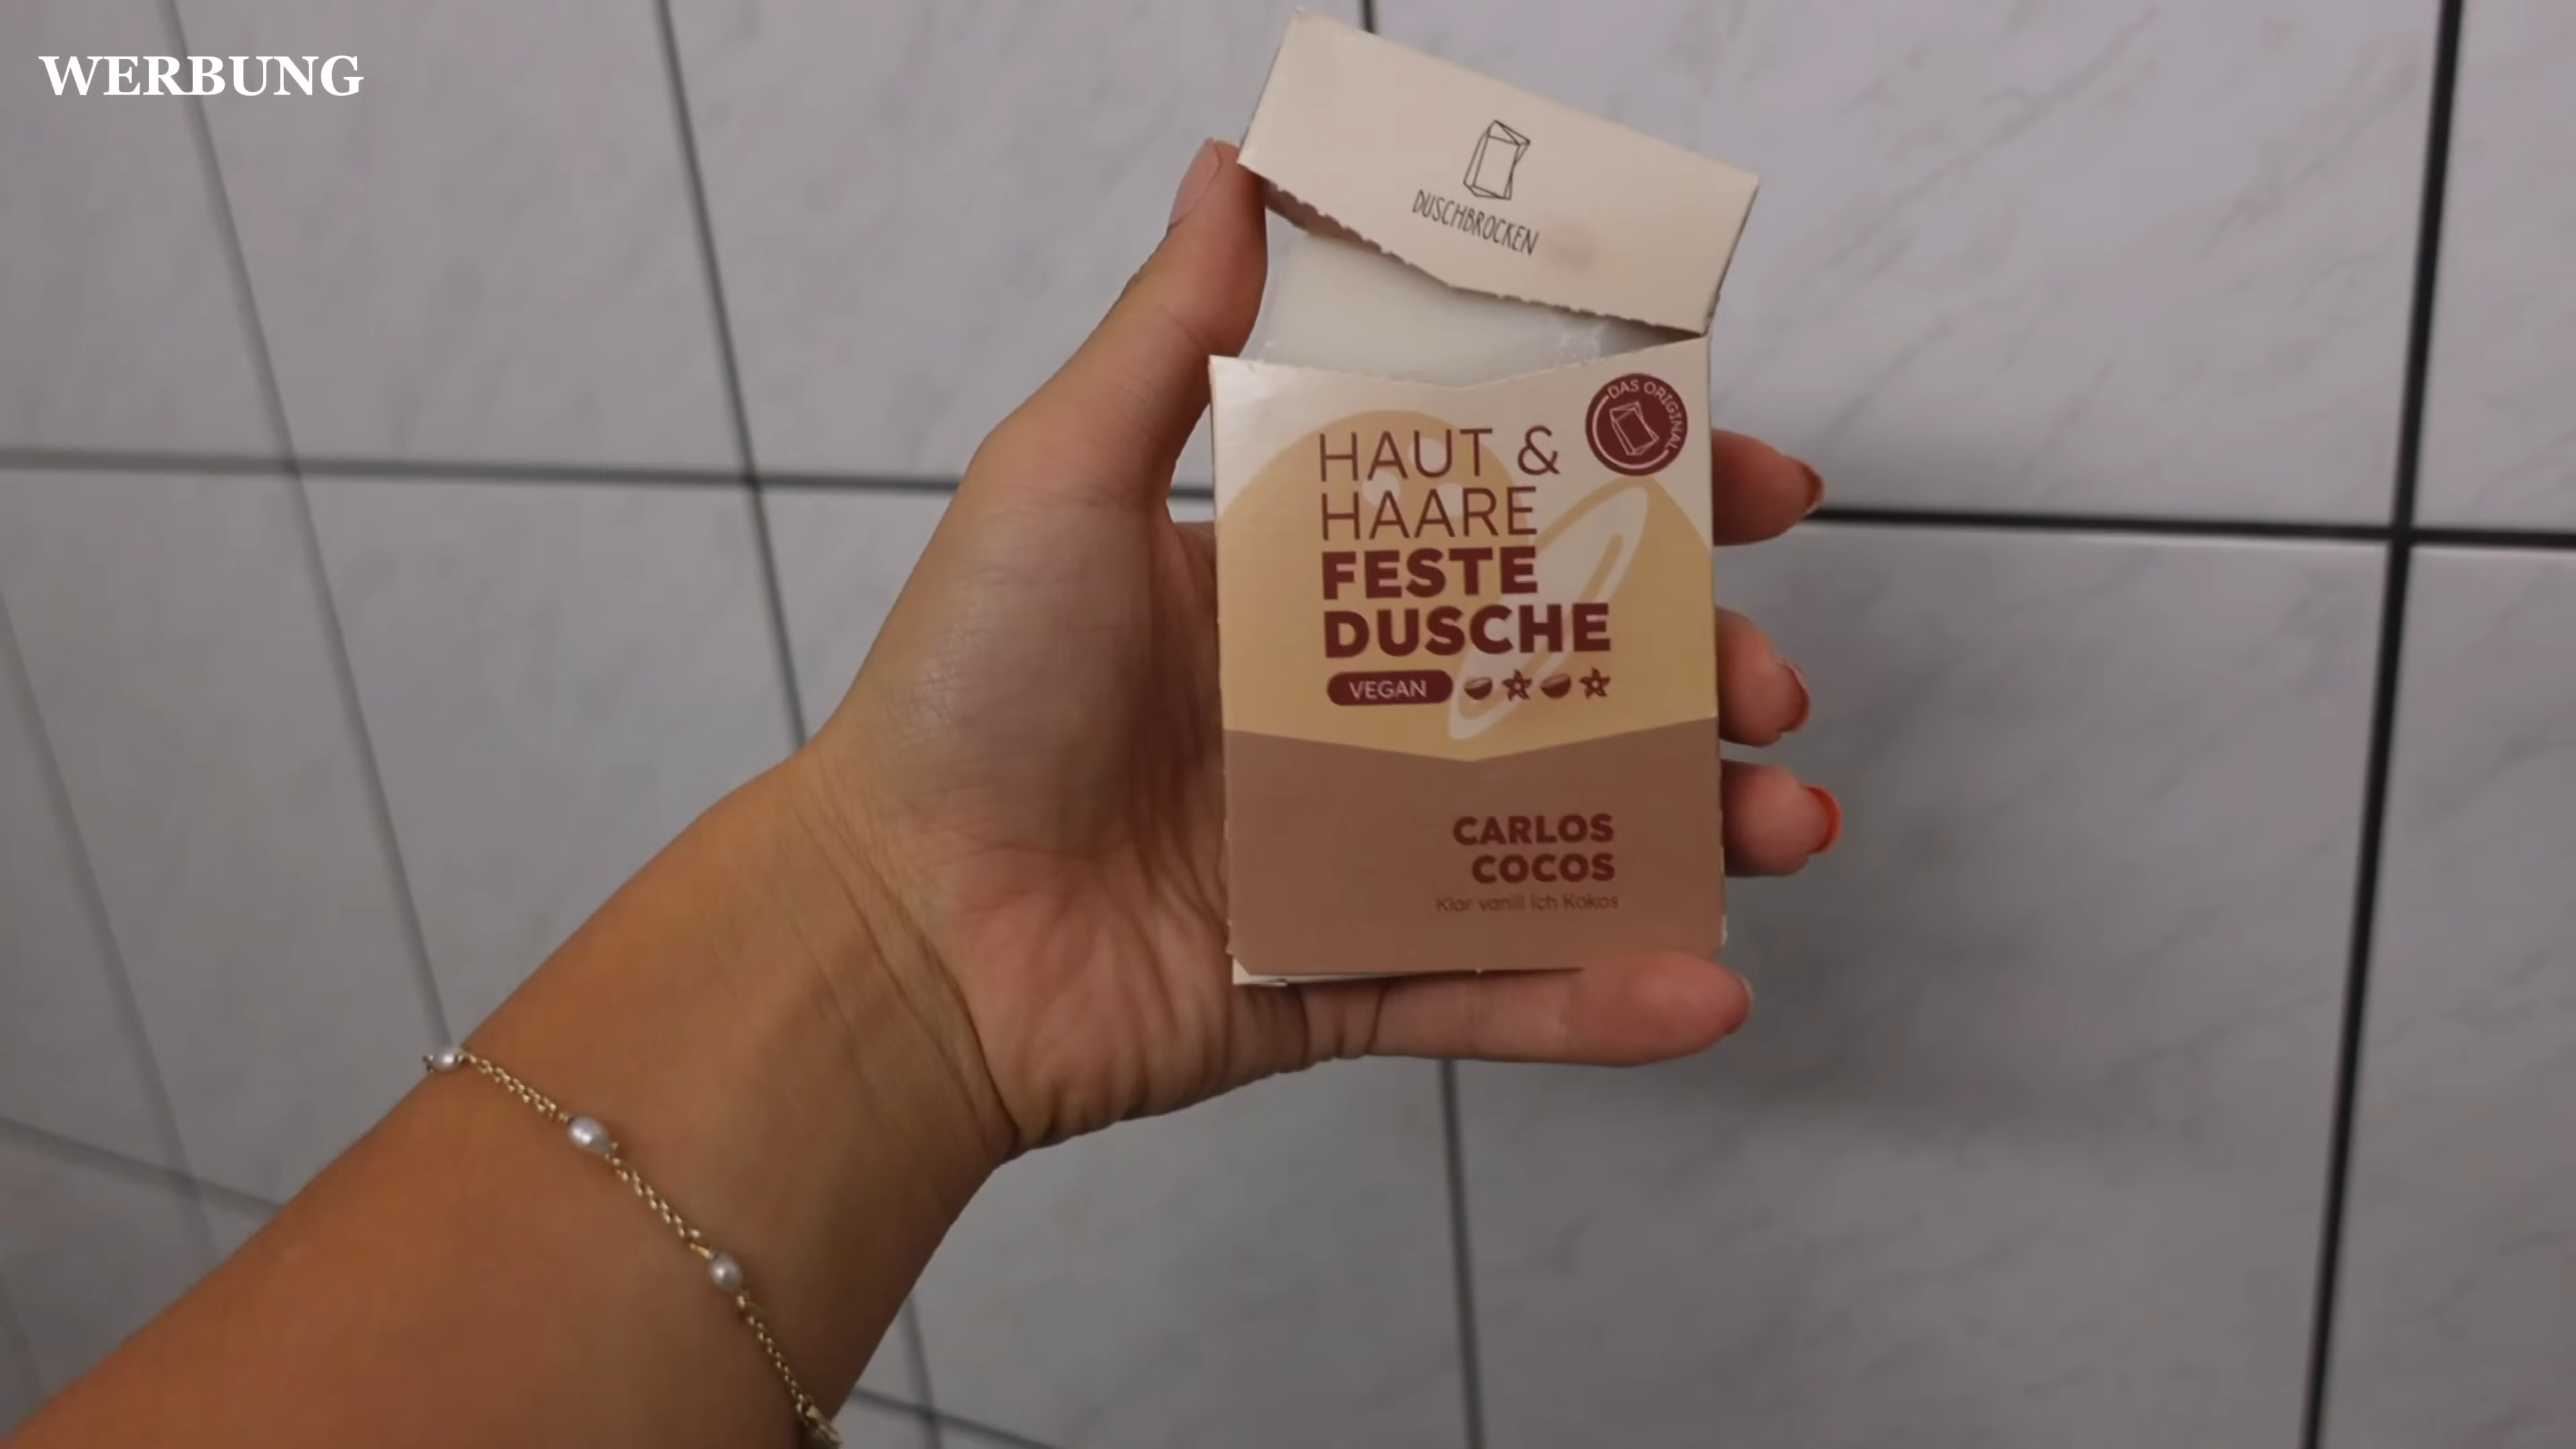 WERBUNG
DUSCHBROCKEN
DAS ORIGINAL
HAUT &
HAARE
FESTE
DUSCHE
VEGAN
CARLOS
COCOS
Klar vanill ich Kokos